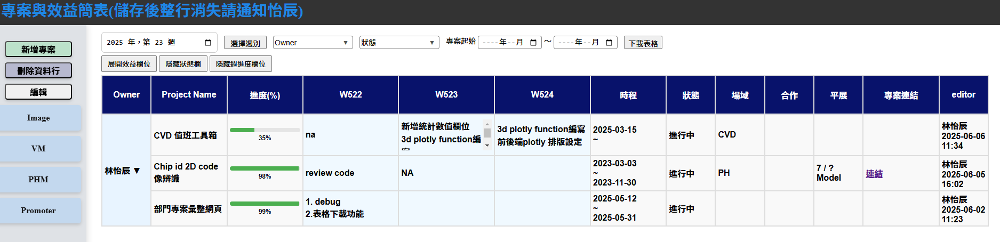 專案與效益簡表(儲存後整行消失請通知怡辰)
新增專案
刪除資料行
編輯
Image
VM
PHM
Promoter
2025 年，第 23 週 選擇週別 Owner ▼ 狀態 ▼ 專案起始 ----年--月 ～ ----年--月 下載表格
展開效益欄位 隱藏狀態欄 隱藏週進度欄位
Owner Project Name 進度(%) W522 W523 W524 時程 狀態 場域 合作 平展 專案連結 editor
林怡辰 ▼
CVD 值班工具箱
35%
na
新增統計數值欄位
3d plotly function編
3d plotly function編寫
前後端plotly 排版設定
2025-03-15
~
進行中
CVD
林怡辰
2025-06-06
11:34
Chip id 2D code
像辨識
98%
review code
NA
2023-03-03
~
2023-11-30
進行中
PH
7 / ?
Model
連結
林怡辰
2025-06-05
16:02
部門專案彙整網頁
99%
1. debug
2.表格下載功能
2025-05-12
~
2025-05-31
進行中
林怡辰
2025-06-02
11:23